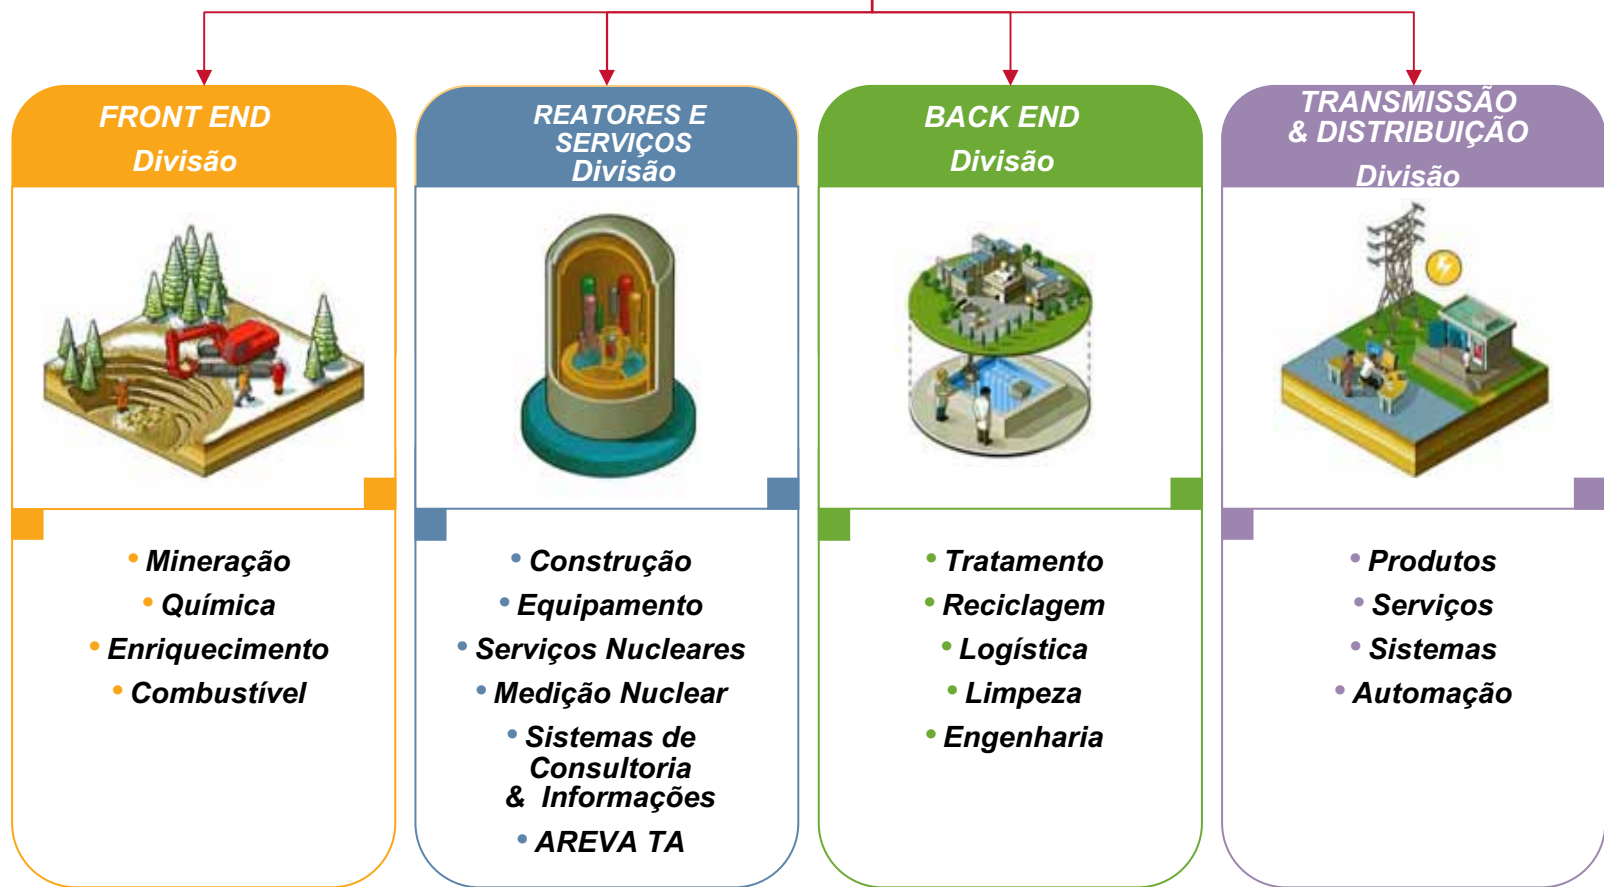 FRONT END
Divisão
• Mineração
• Química
• Enriquecimento
• Combustível
REATORES E
SERVIÇOS
Divisão
• Construção
• Equipamento
• Serviços Nucleares
• Medição Nuclear
• Sistemas de
Consultoria
& Informações
• AREVA TA
BACK END
Divisão
• Tratamento
• Reciclagem
• Logística
• Limpeza
• Engenharia
TRANSMISSÃO
& DISTRIBUIÇÃO
Divisão
• Produtos
• Serviços
• Sistemas
• Automação